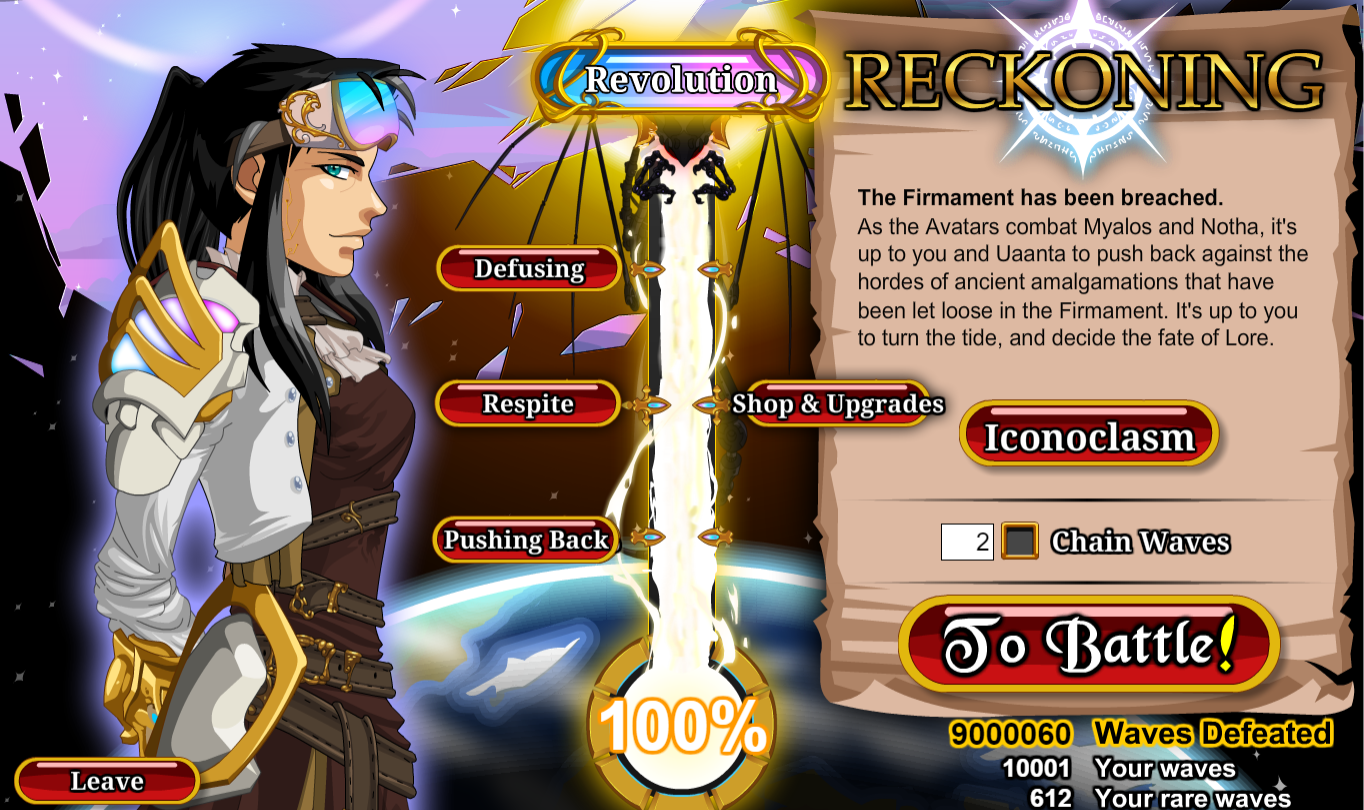 Revolution
RECKONING
The Firmament has been breached.
As the Avatars combat Myalos and Notha, it's
up to you and Uaanta to push back against the
hordes of ancient amalgamations that have
been let loose in the Firmament. It's up to you
to turn the tide, and decide the fate of Lore.
Defusing
Respite
Shop & Upgrades
Iconoclasm
Pushing Back
2 Chain Waves
To Battle!
100%
9000060 Waves Defeated
10001 Your waves
612 Your rare waves
Leave